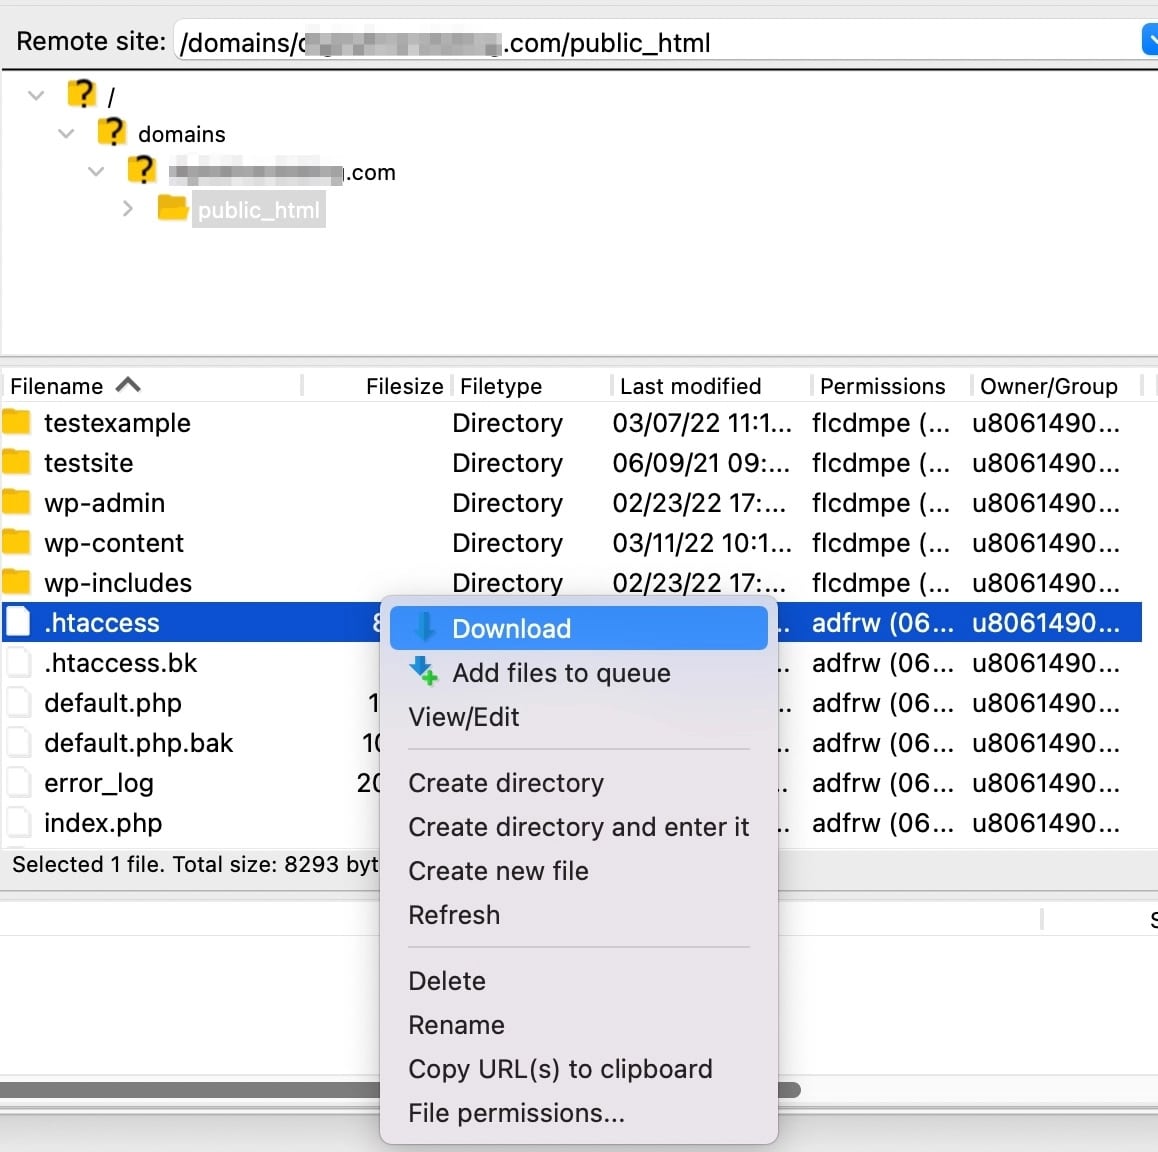 Remote site: /domains/ .com/public_html
/
domains
.com
public_html
Filename Filesize Filetype Last modified Permissions Owner/Group
testexample Directory 03/07/22 11:1... flcdmpe (... u8061490...
testsite Directory 06/09/21 09:... flcdmpe (... u8061490...
wp-admin Directory 02/23/22 17:... flcdmpe (... u8061490...
wp-content Directory 03/11/22 10:1... flcdmpe (... u8061490...
wp-includes Directory 02/23/22 17:... flcdmpe (... u8061490...
.htaccess 8 adfrw (06... u8061490...
.htaccess.bk adfrw (06... u8061490...
default.php 1 adfrw (06... u8061490...
default.php.bak 10 adfrw (06... u8061490...
error_log 20 adfrw (06... u8061490...
index.php adfrw (06... u8061490...
Selected 1 file. Total size: 8293 byt
S
Download
Add files to queue
View/Edit
Create directory
Create directory and enter it
Create new file
Refresh
Delete
Rename
Copy URL(s) to clipboard
File permissions...